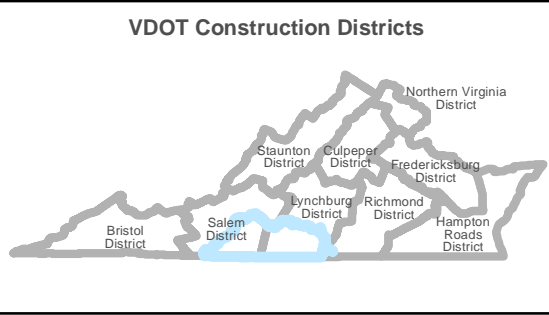 VDOT Construction Districts
Northern Virginia
District
Staunton
District
Culpeper
District
Fredericksburg
District
Lynchburg
District
Richmond
District
Salem
District
Hampton
Roads
District
Bristol
District